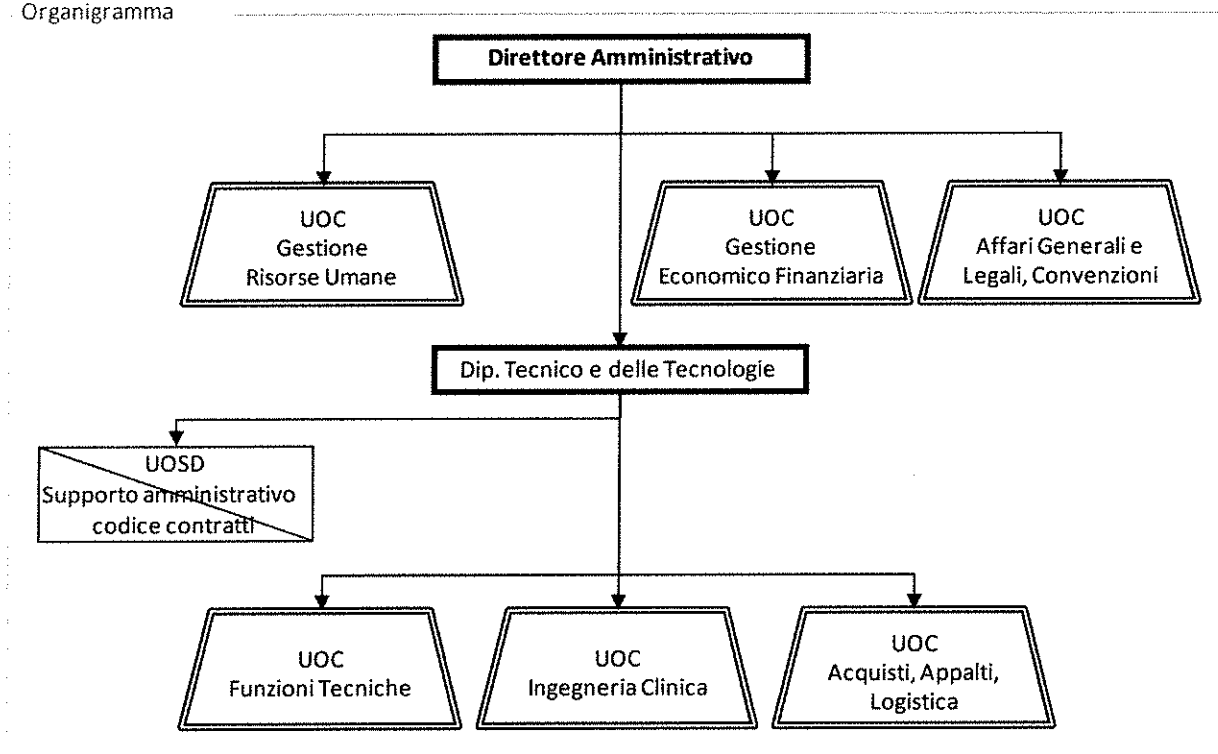 Organigramma
Direttore Amministrativo
UOC
Gestione
Risorse Umane
UOC
Gestione
Economico Finanziaria
UOC
Affari Generali e
Legali, Convenzioni
Dip. Tecnico e delle Tecnologie
UOSD
Supporto amministrativo
codice contratti
UOC
Funzioni Tecniche
UOC
Ingegneria Clinica
UOC
Acquisti, Appalti,
Logistica